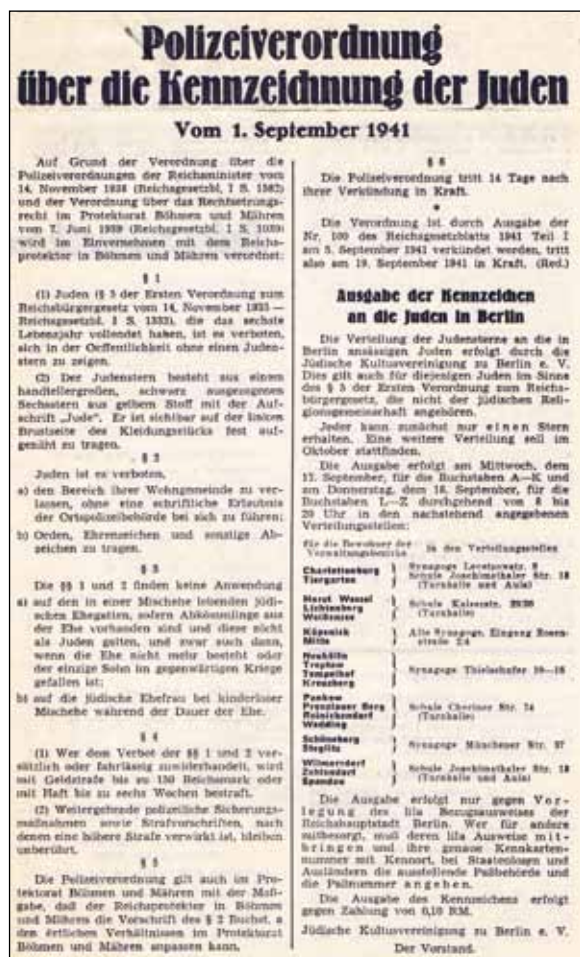 Polizeiverordnung
über die Kennzeichnung der Juden
Vom 1. September 1941
Auf Grund der Verordnung über die
Polizeiverordnungen der Reichsminister vom
14. November 1938 (Reichsgesetzbl. I S. 1582)
und der Verordnung über das Rechtsetzungs-
recht im Protektorat Böhmen und Mähren
vom 7. Juni 1939 (Reichsgesetzbl. I S. 1039)
wird im Einvernehmen mit dem Reichs-
protektor in Böhmen und Mähren verordnet:
§ 1
(1) Juden (§ 5 der Ersten Verordnung zum
Reichsbürgergesetz vom 14. November 1935 —
Reichsgesetzbl. I S. 1333), die das sechste
Lebensjahr vollendet haben, ist es verboten,
sich in der Oeffentlichkeit ohne einen Juden-
stern zu zeigen.
(2) Der Judenstern besteht aus einem
handtellergroßen, schwarz ausgezogenen
Sechsstern aus gelbem Stoff mit der Auf-
schrift „Jude“. Er ist sichtbar auf der linken
Brustseite des Kleidungsstücks fest auf-
genäht zu tragen.
§ 2
Juden ist es verboten,
a) den Bereich ihrer Wohngemeinde zu ver-
lassen, ohne eine schriftliche Erlaubnis
der Ortspolizeibehörde bei sich zu führen;
b) Orden, Ehrenzeichen und sonstige Ab-
zeichen zu tragen.
§ 3
Die §§ 1 und 2 finden keine Anwendung
a) auf den in einer Mischehe lebenden jüdi-
schen Ehegatten, sofern Abkömmlinge aus
der Ehe vorhanden sind und diese nicht
als Juden gelten, und zwar auch dann,
wenn die Ehe nicht mehr besteht oder
der einzige Sohn im gegenwärtigen Kriege
gefallen ist;
b) auf die jüdische Ehefrau bei kinderloser
Mischehe während der Dauer der Ehe.
§ 4
(1) Wer dem Verbot der §§ 1 und 2 vor-
sätzlich oder fahrlässig zuwiderhandelt, wird
mit Geldstrafe bis zu 150 Reichsmark oder
mit Haft bis zu sechs Wochen bestraft.
(2) Weitergehende polizeiliche Sicherungs-
maßnahmen sowie Strafvorschriften, nach
denen eine höhere Strafe verwirkt ist, bleiben
unberührt.
§ 5
Die Polizeiverordnung gilt auch im Pro-
tektorat Böhmen und Mähren mit der Maß-
gabe, daß der Reichsprotektor in Böhmen
und Mähren die Vorschrift des § 2 Buchst. a
den örtlichen Verhältnissen im Protektorat
Böhmen und Mähren anpassen kann.
§ 6
Die Polizeiverordnung tritt 14 Tage nach
ihrer Verkündung in Kraft.
*
Die Verordnung ist durch Ausgabe der
Nr. 100 des Reichsgesetzblatts 1941 Teil I
am 5. September 1941 verkündet worden, tritt
also am 19. September 1941 in Kraft. (Red.)
Ausgabe der Kennzeichen
an die Juden in Berlin
Die Verteilung der Judensterne an die in
Berlin ansässigen Juden erfolgt durch die
Jüdische Kultusvereinigung zu Berlin e. V.
Dies gilt auch für diejenigen Juden im Sinne
des § 5 der Ersten Verordnung zum Reichs-
bürgergesetz, die nicht der jüdischen Reli-
gionsgemeinschaft angehören.
Jeder kann zunächst nur einen Stern
erhalten. Eine weitere Verteilung soll im
Oktober stattfinden.
Die Ausgabe erfolgt am Mittwoch, dem
17. September, für die Buchstaben A—K und
am Donnerstag, dem 18. September, für die
Buchstaben L—Z durchgehend von 8 bis
20 Uhr in den nachstehend angegebenen
Verteilungsstellen:
für die Bewohner der Verwaltungsbezirke in den Verteilungsstellen
Charlottenburg Synagoge 8
Tiergarten Schule Joachimsthaler Str. 13 (Turnhalle und Aula)
Horst Wessel
Lichtenberg Schule Kaiserstr. 29/30
Weißensee (Turnhalle)
Köpenick Alte Synagoge, Eingang Rosen-
Mitte straße 2/4
Neukölln
Treptow
Tempelhof Synagoge Thielschufer 10—16
Kreuzberg
Pankow
Prenzlauer Berg Schule Choriner Str. 74
Reinickendorf (Turnhalle)
Wedding
Schöneberg
Steglitz Synagoge Münchener Str. 37
Wilmersdorf
Zehlendorf Schule Joachimsthaler Str. 13
Spandau (Turnhalle und Aula)
Die Ausgabe erfolgt nur gegen Vor-
legung des lila Bezugsausweises der
Reichshauptstadt Berlin. Wer für andere
mitbesorgt, muß deren lila Ausweise mit-
bringen und ihre genaue Kennkarten-
nummer mit Kennort, bei Staatenlosen und
Ausländern die ausstellende Paßbehörde und
die Paßnummer angeben.
Die Ausgabe des Kennzeichens erfolgt
gegen Zahlung von 0,10 RM.
Jüdische Kultusvereinigung zu Berlin e. V.
Der Vorstand.